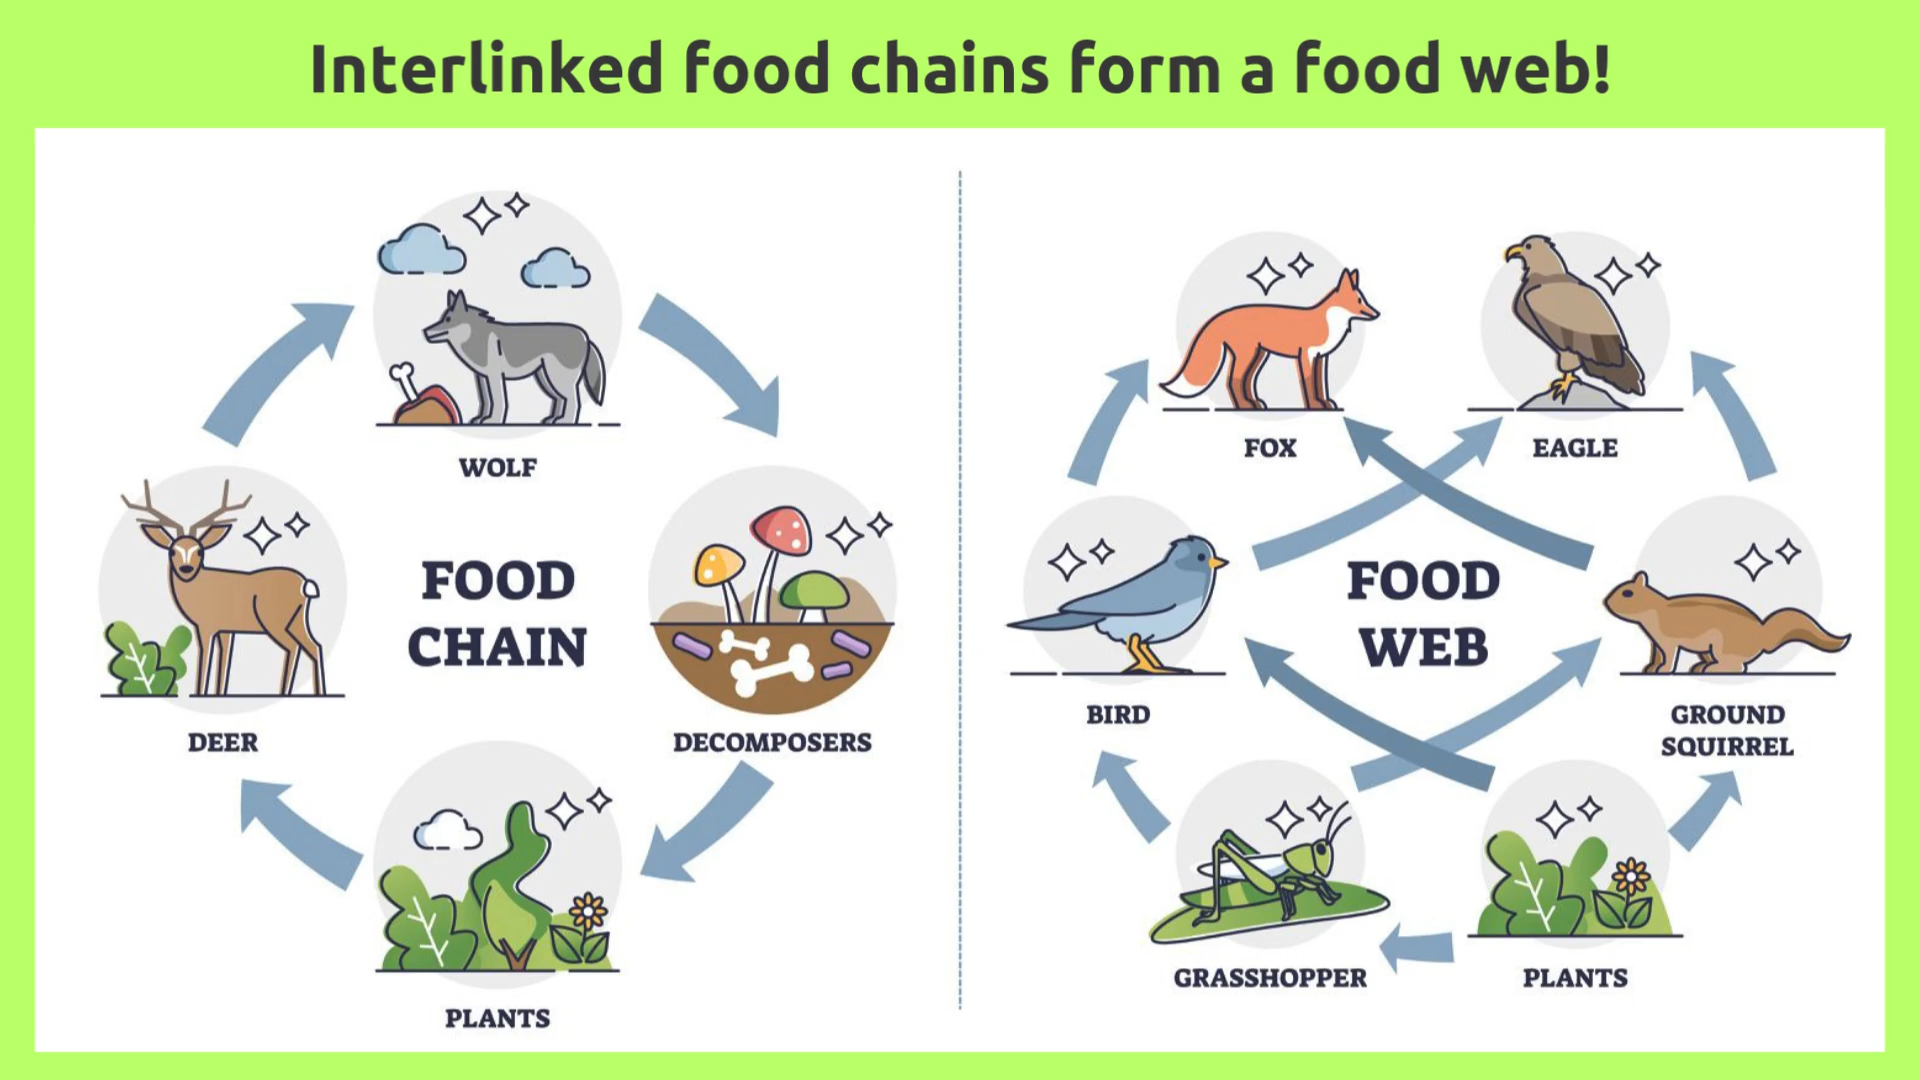 Interlinked food chains form a food web!
WOLF
FOOD
CHAIN
DEER
DECOMPOSERS
PLANTS
FOX
EAGLE
FOOD
WEB
BIRD
GROUND
SQUIRREL
GRASSHOPPER
PLANTS